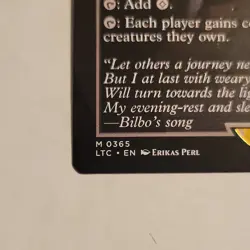 : Add ◇.
: Each player gains co
creatures they own.
"Let others a journey ne
But I at last with weary
Will turn towards the lig
My evening-rest and sle
—Bilbo's song
M 0365
LTC • EN ERIKAS PERL